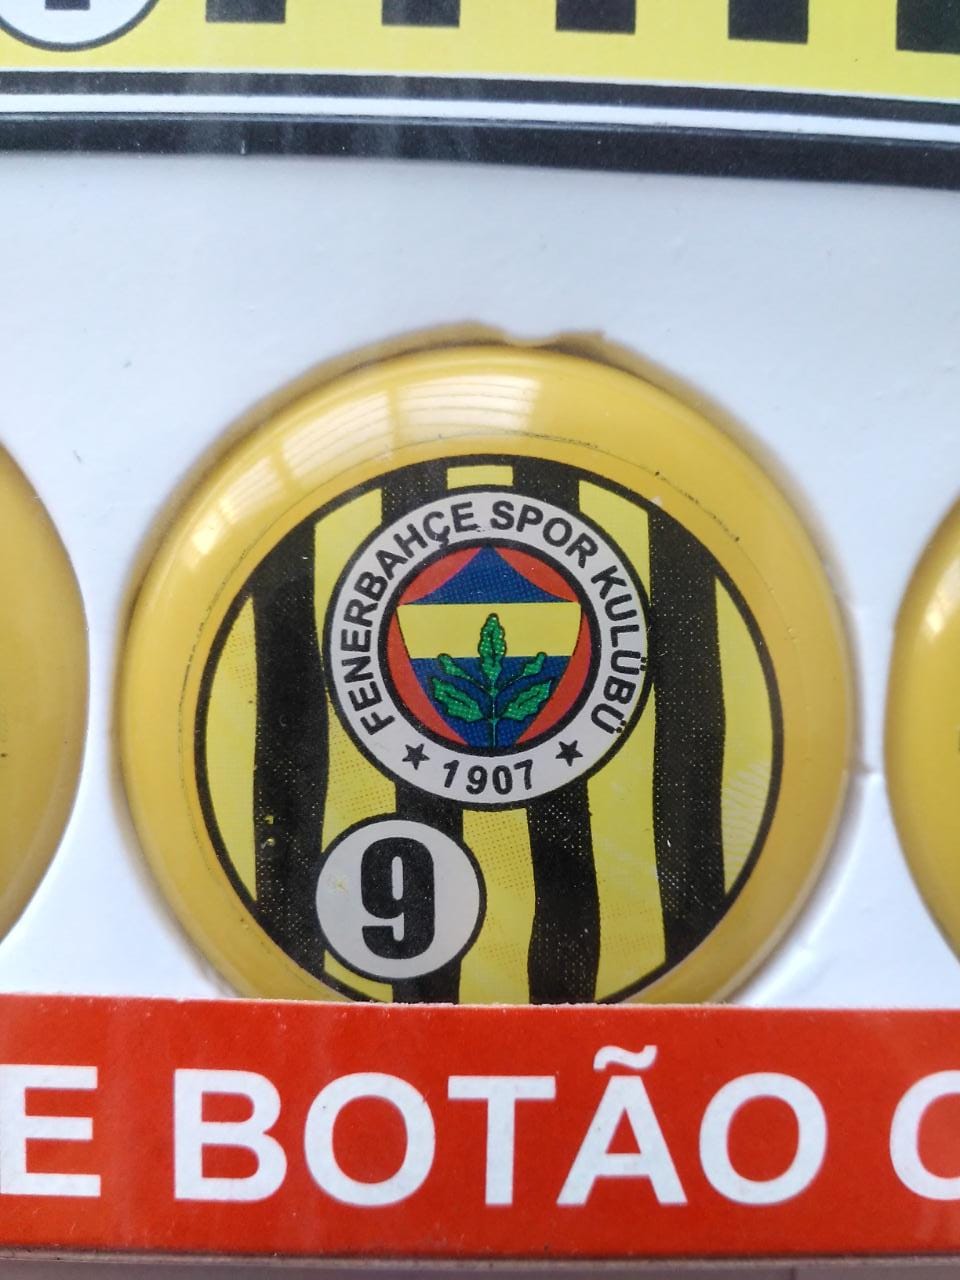 FENERBAHÇE SPOR KULÜBÜ
★ 1907 ★
9
E BOTÃO